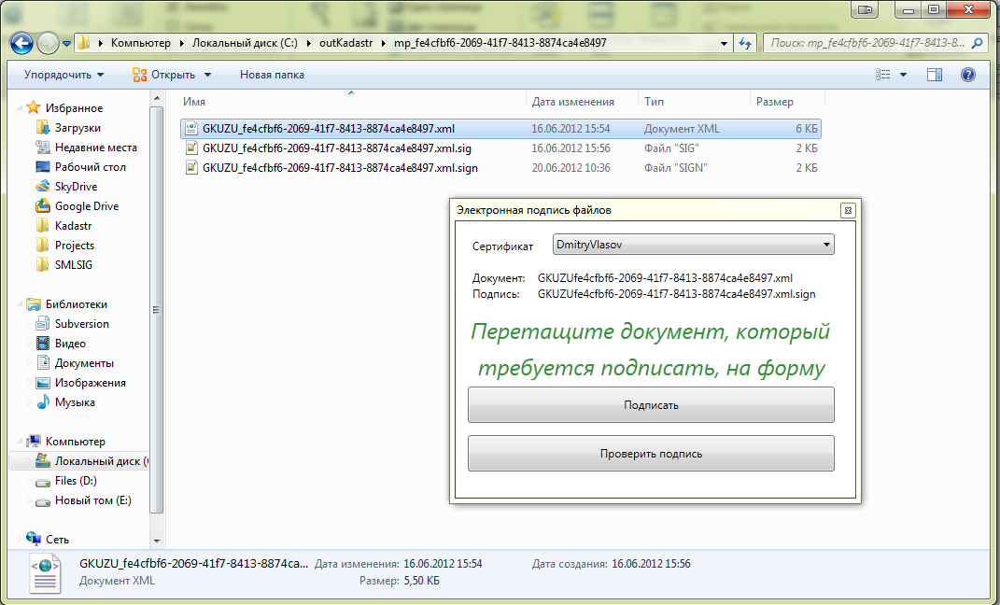 Компьютер ▸ Локальный диск (C:) ▸ outKadastr ▸ mp_fe4cfbf6-2069-41f7-8413-8874ca4e8497
Поиск: mp_fe4cfbf6-2069-41f7-8413-8...
Упорядочить Открыть Новая папка
Имя Дата изменения Тип Размер
GKUZU_fe4cfbf6-2069-41f7-8413-8874ca4e8497.xml 16.06.2012 15:54 Документ XML 6 КБ
GKUZU_fe4cfbf6-2069-41f7-8413-8874ca4e8497.xml.sig 16.06.2012 15:56 Файл "SIG" 2 КБ
GKUZU_fe4cfbf6-2069-41f7-8413-8874ca4e8497.xml.sign 20.06.2012 10:36 Файл "SIGN" 2 КБ
Избранное
Загрузки
Недавние места
Рабочий стол
SkyDrive
Google Drive
Kadastr
Projects
SMLSIG
Библиотеки
Subversion
Видео
Документы
Изображения
Музыка
Компьютер
Локальный диск (
Files (D:)
Новый том (E:)
Сеть
Электронная подпись файлов
Сертификат DmitryVlasov
Документ: GKUZUfe4cfbf6-2069-41f7-8413-8874ca4e8497.xml
Подпись: GKUZUfe4cfbf6-2069-41f7-8413-8874ca4e8497.xml.sign
Перетащите документ, который
требуется подписать, на форму
Подписать
Проверить подпись
GKUZU_fe4cfbf6-2069-41f7-8413-8874ca... Дата изменения: 16.06.2012 15:54 Дата создания: 16.06.2012 15:56
Документ XML Размер: 5,50 КБ